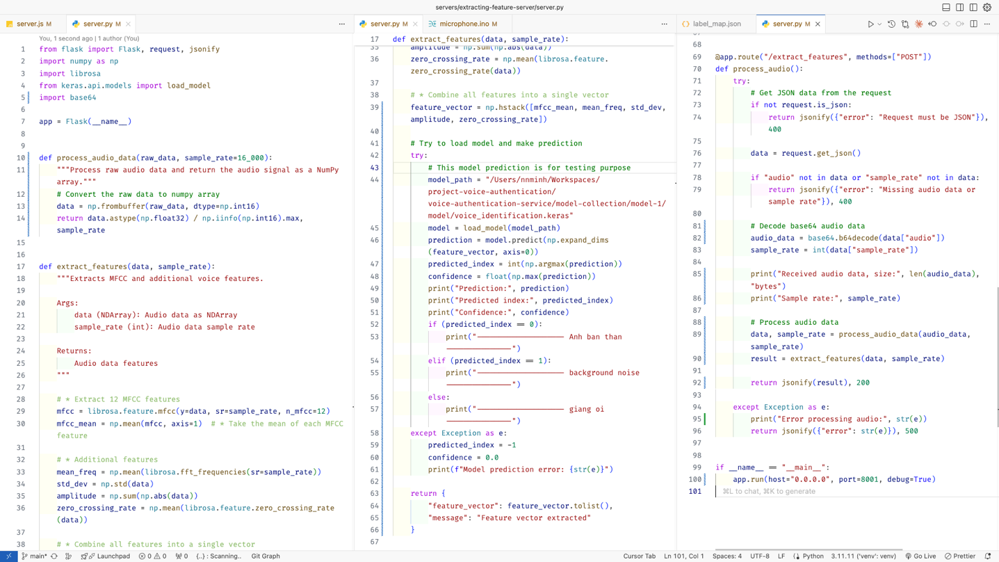 servers/extracting-feature-server/server.py
server.js M
server.py M
server.py M
microphone.ino M
label_map.json
server.py M
You, 1 second ago | 1 author (You)
1 from flask import Flask, request, jsonify
2 import numpy as np
3 import librosa
4 from keras.api.models import load_model
5 import base64
6
7 app = Flask(__name__)
8
9
10 def process_audio_data(raw_data, sample_rate=16_000):
11 """Process raw audio data and return the audio signal as a NumPy
array."""
12 # Convert the raw data to numpy array
13 data = np.frombuffer(raw_data, dtype=np.int16)
14 return data.astype(np.float32) / np.iinfo(np.int16).max,
sample_rate
15
16
17 def extract_features(data, sample_rate):
18 """Extracts MFCC and additional voice features.
19
20 Args:
21 data (NDArray): Audio data as NDArray
22 sample_rate (int): Audio data sample rate
23
24 Returns:
25 Audio data features
26 """
27
28 # * Extract 12 MFCC features
29 mfcc = librosa.feature.mfcc(y=data, sr=sample_rate, n_mfcc=12)
30 mfcc_mean = np.mean(mfcc, axis=1) # * Take the mean of each MFCC
feature
31
32 # * Additional features
33 mean_freq = np.mean(librosa.fft_frequencies(sr=sample_rate))
34 std_dev = np.std(data)
35 amplitude = np.sum(np.abs(data))
36 zero_crossing_rate = np.mean(librosa.feature.zero_crossing_rate
(data))
37
38 # * Combine all features into a single vector
17 def extract_features(data, sample_rate):
35 amplitude = np.sum(np.abs(data))
36 zero_crossing_rate = np.mean(librosa.feature.
zero_crossing_rate(data))
37
38 # * Combine all features into a single vector
39 feature_vector = np.hstack([mfcc_mean, mean_freq, std_dev,
amplitude, zero_crossing_rate])
40
41 # Try to load model and make prediction
42 try:
43 # This model prediction is for testing purpose
44 model_path = "/Users/nnminh/Workspaces/
project-voice-authentication/
voice-authentication-service/model-collection/model-1/
model/voice_identification.keras"
45 model = load_model(model_path)
46 prediction = model.predict(np.expand_dims
(feature_vector, axis=0))
47 predicted_index = int(np.argmax(prediction))
48 confidence = float(np.max(prediction))
49 print("Prediction:", prediction)
50 print("Predicted index:", predicted_index)
51 print("Confidence:", confidence)
52 if (predicted_index == 0):
53 print("-------------------- Anh ban than
---------------")
54 elif (predicted_index == 1):
55 print("-------------------- background noise
---------------")
56 else:
57 print("-------------------- giang oi
---------------")
58 except Exception as e:
59 predicted_index = -1
60 confidence = 0.0
61 print(f"Model prediction error: {str(e)}")
62
63 return {
64 "feature_vector": feature_vector.tolist(),
65 "message": "Feature vector extracted"
66 }
67
68
69 @app.route("/extract_features", methods=["POST"])
70 def process_audio():
71 try:
72 # Get JSON data from the request
73 if not request.is_json:
74 return jsonify({"error": "Request must be JSON"}),
400
75
76 data = request.get_json()
77
78 if "audio" not in data or "sample_rate" not in data:
79 return jsonify({"error": "Missing audio data or
sample rate"}), 400
80
81 # Decode base64 audio data
82 audio_data = base64.b64decode(data["audio"])
83 sample_rate = int(data["sample_rate"])
84
85 print("Received audio data, size:", len(audio_data),
"bytes")
86 print("Sample rate:", sample_rate)
87
88 # Process audio data
89 data, sample_rate = process_audio_data(audio_data,
sample_rate)
90 result = extract_features(data, sample_rate)
91
92 return jsonify(result), 200
93
94 except Exception as e:
95 print("Error processing audio:", str(e))
96 return jsonify({"error": str(e)}), 500
97
98
99 if __name__ == "__main__":
100 app.run(host="0.0.0.0", port=8001, debug=True)
101 ⌘L to chat, ⌘K to generate
main* Launchpad 0 0 0 {..} : Scanning.. Git Graph Cursor Tab Ln 101, Col 1 Spaces: 4 UTF-8 LF Python 3.11.11 ('venv': venv) Go Live Prettier